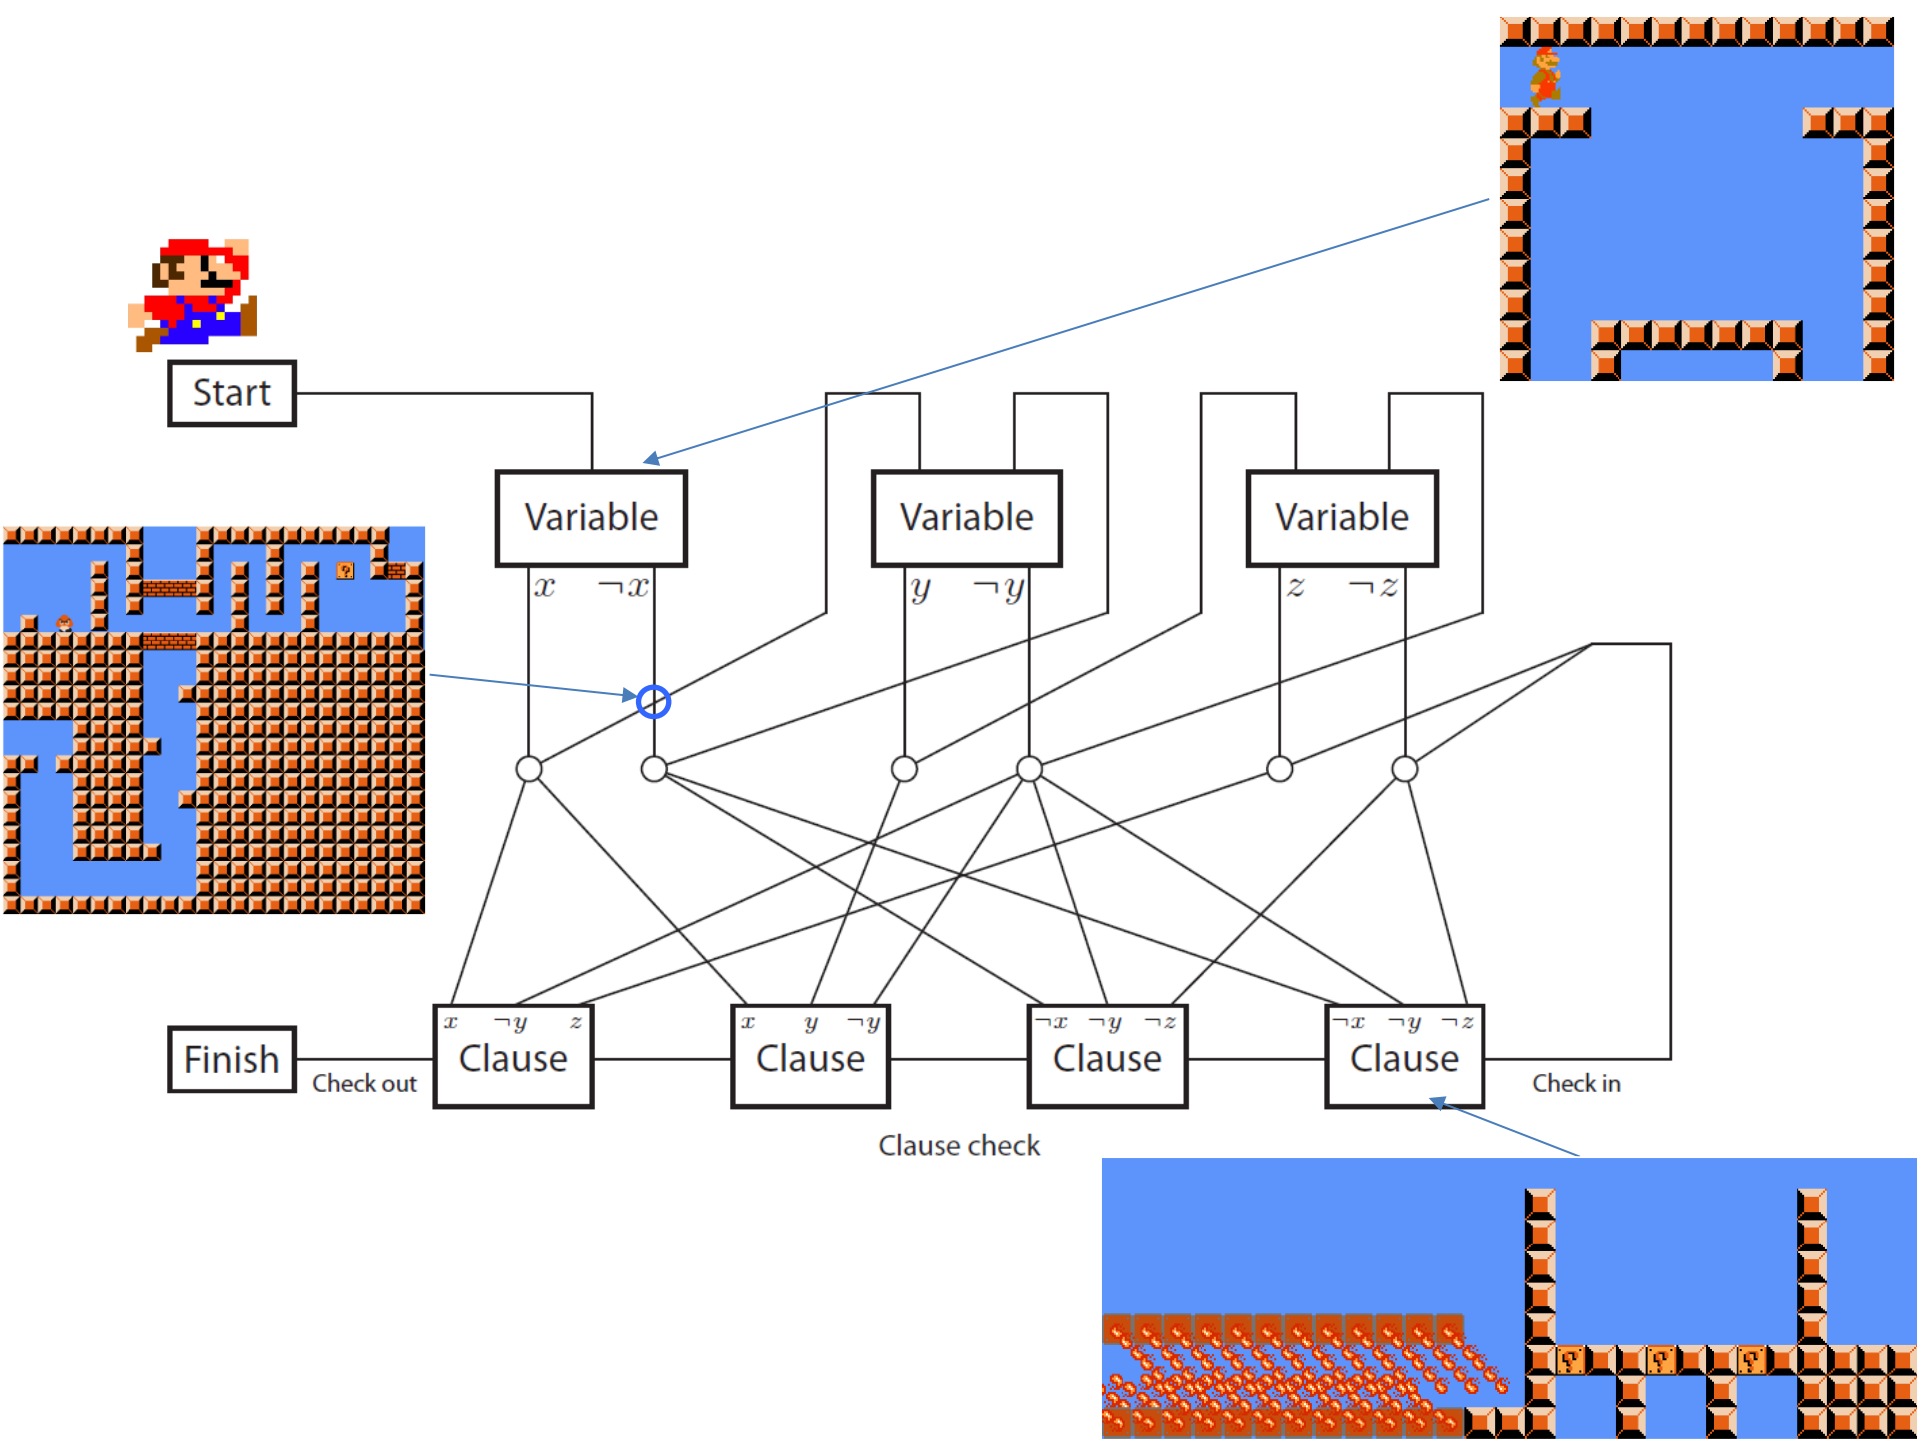 Start
Variable Variable Variable
x ¬x y ¬y z ¬z
x ¬y z x y ¬y ¬x ¬y ¬z ¬x ¬y ¬z
Finish Clause Clause Clause Clause
Check out Check in
Clause check
? ? ? ?